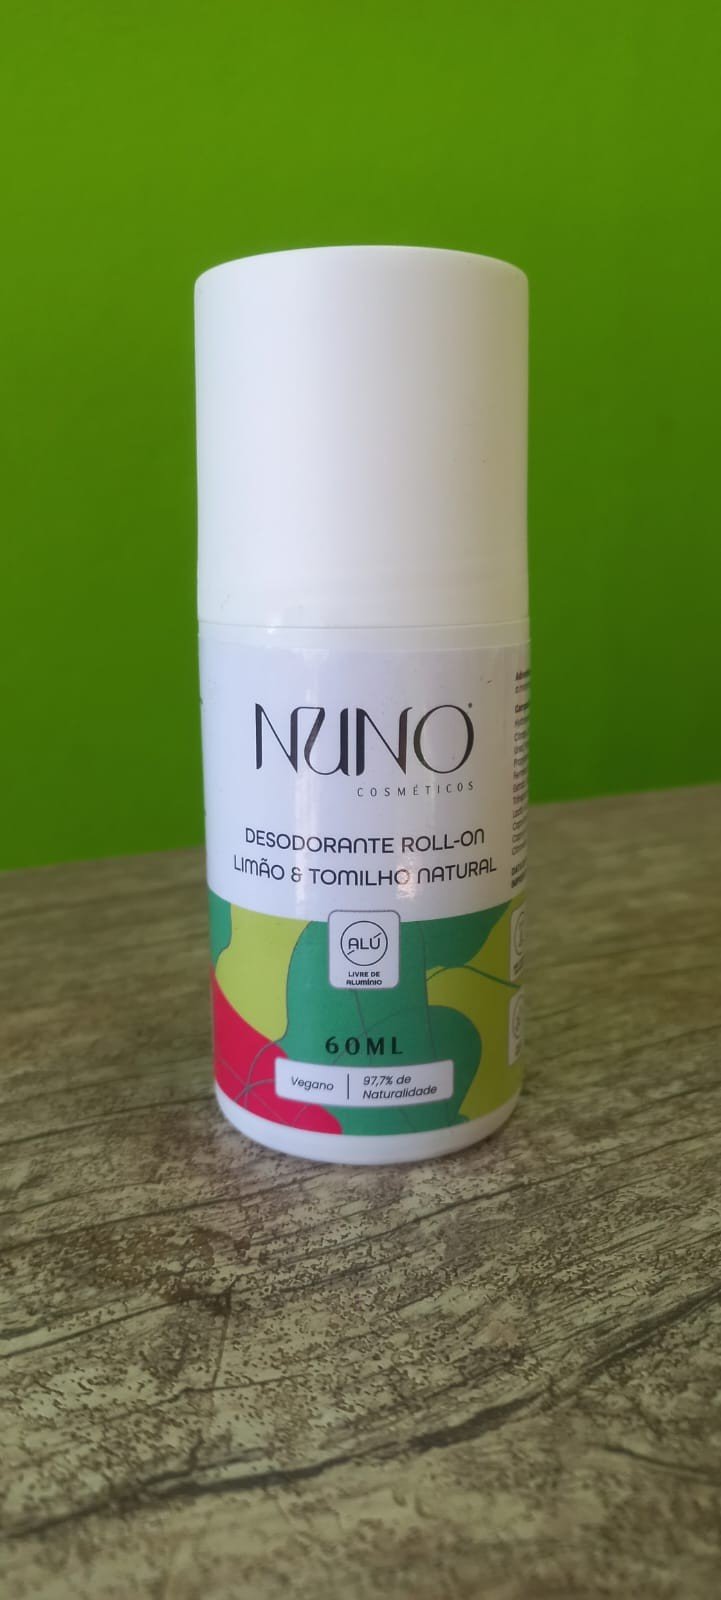 NUNO
COSMÉTICOS
DESODORANTE ROLL-ON
LIMÃO & TOMILHO NATURAL
ALÚ
LIVRE DE
ALUMÍNIO
60ML
Vegano
97,7% de
Naturalidade